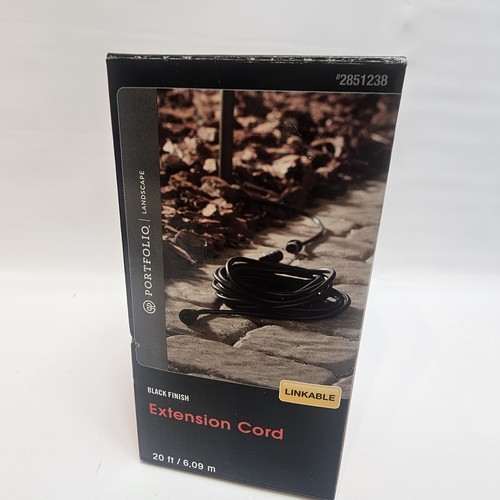 #2851238
PORTFOLIO | LANDSCAPE
LINKABLE
BLACK FINISH
Extension Cord
20 ft / 6,09 m